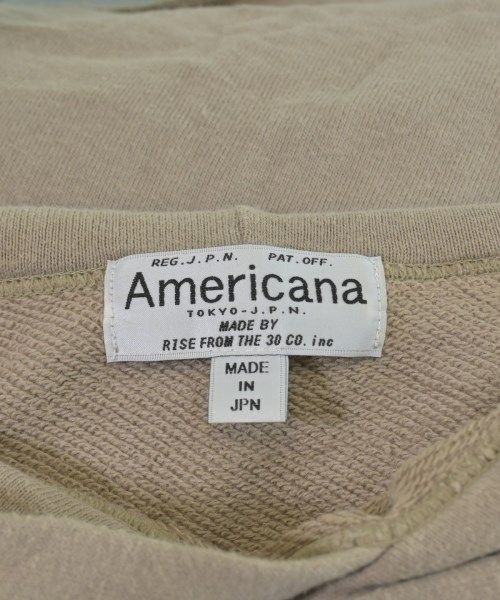 REG.J.P.N. PAT.OFF.
Americana
TOKYO-J.P.N.
MADE BY
RISE FROM THE 30 CO. inc
MADE
IN
JPN